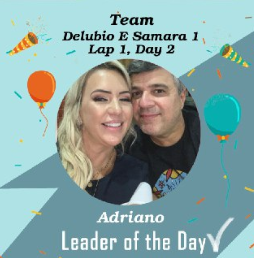 Team
Delubio E Samara 1
Lap 1, Day 2
Adriano
Leader of the Day